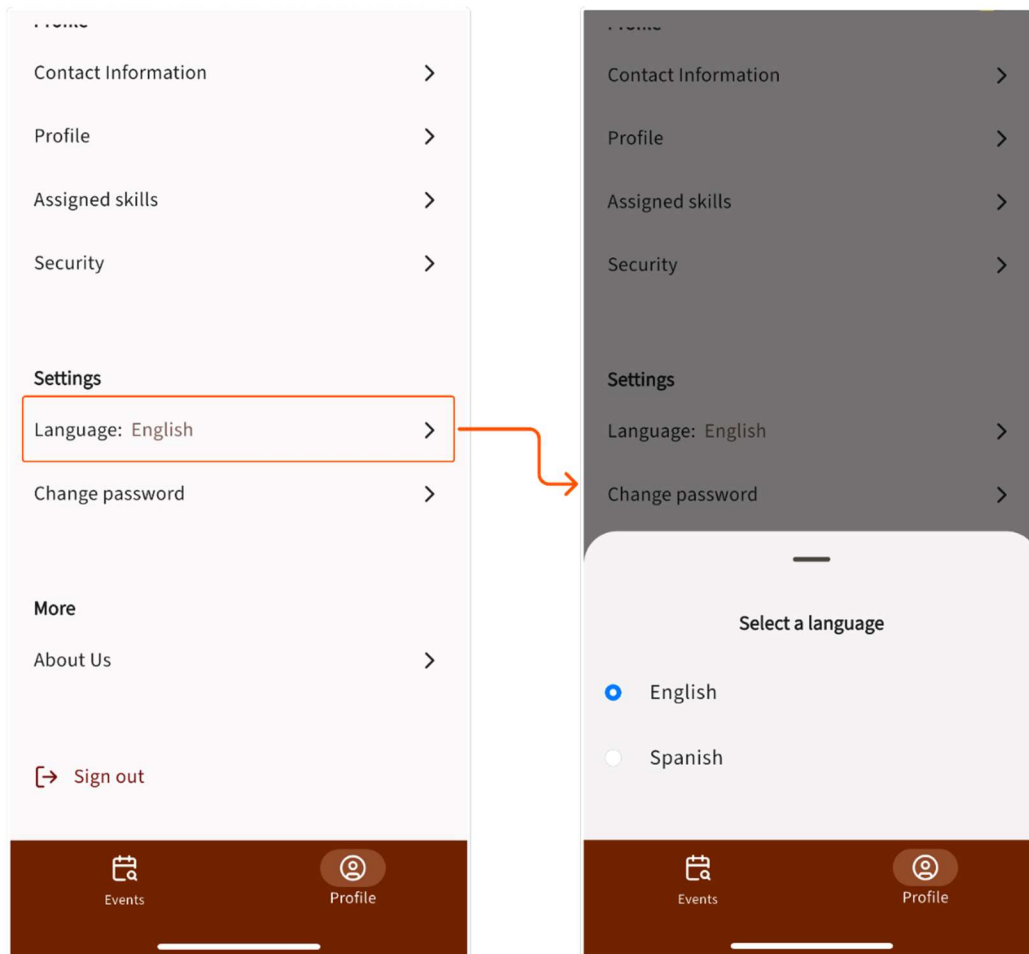 Contact Information
Profile
Assigned skills
Security
Settings
Language: English
Change password
More
About Us
Sign out
Events
Profile
Contact Information
Profile
Assigned skills
Security
Settings
Language: English
Change password
Select a language
English
Spanish
Events
Profile